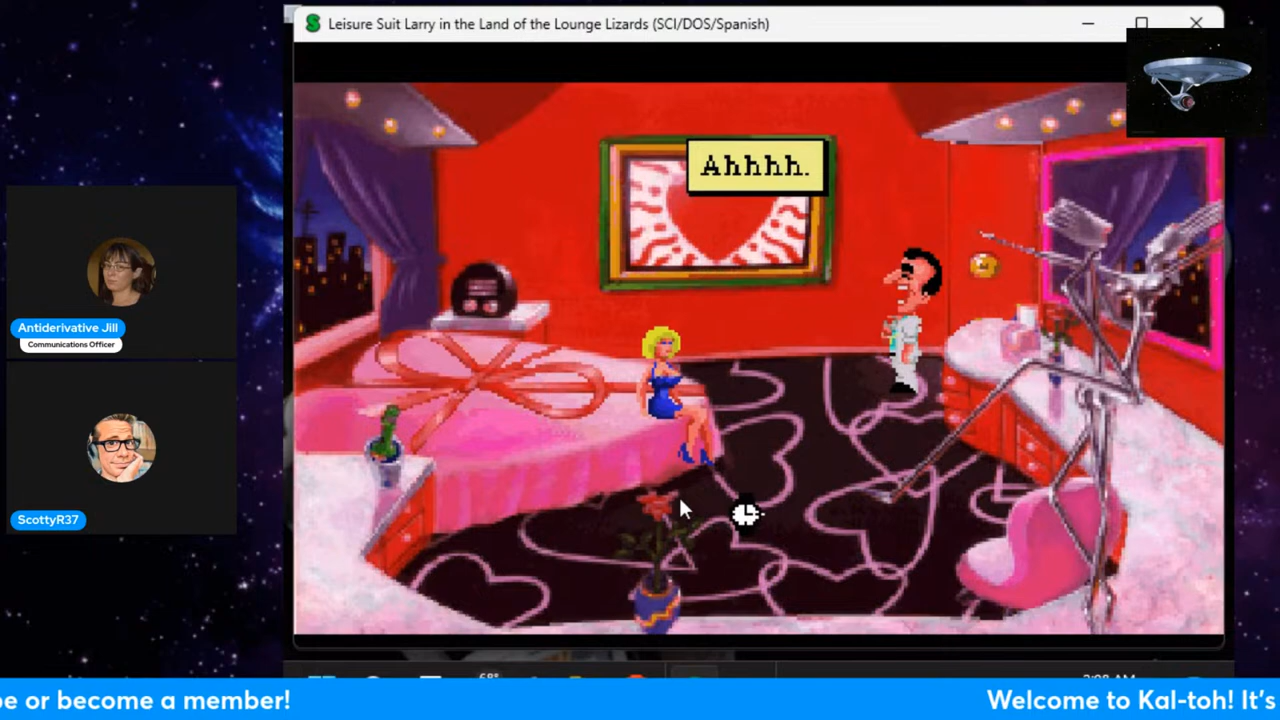 Leisure Suit Larry in the Land of the Lounge Lizards (SCI/DOS/Spanish)
Ahhhh.
Antiderivative Jill
Communications Officer
ScottyR37
be or become a member!
Welcome to Kal-toh! It's